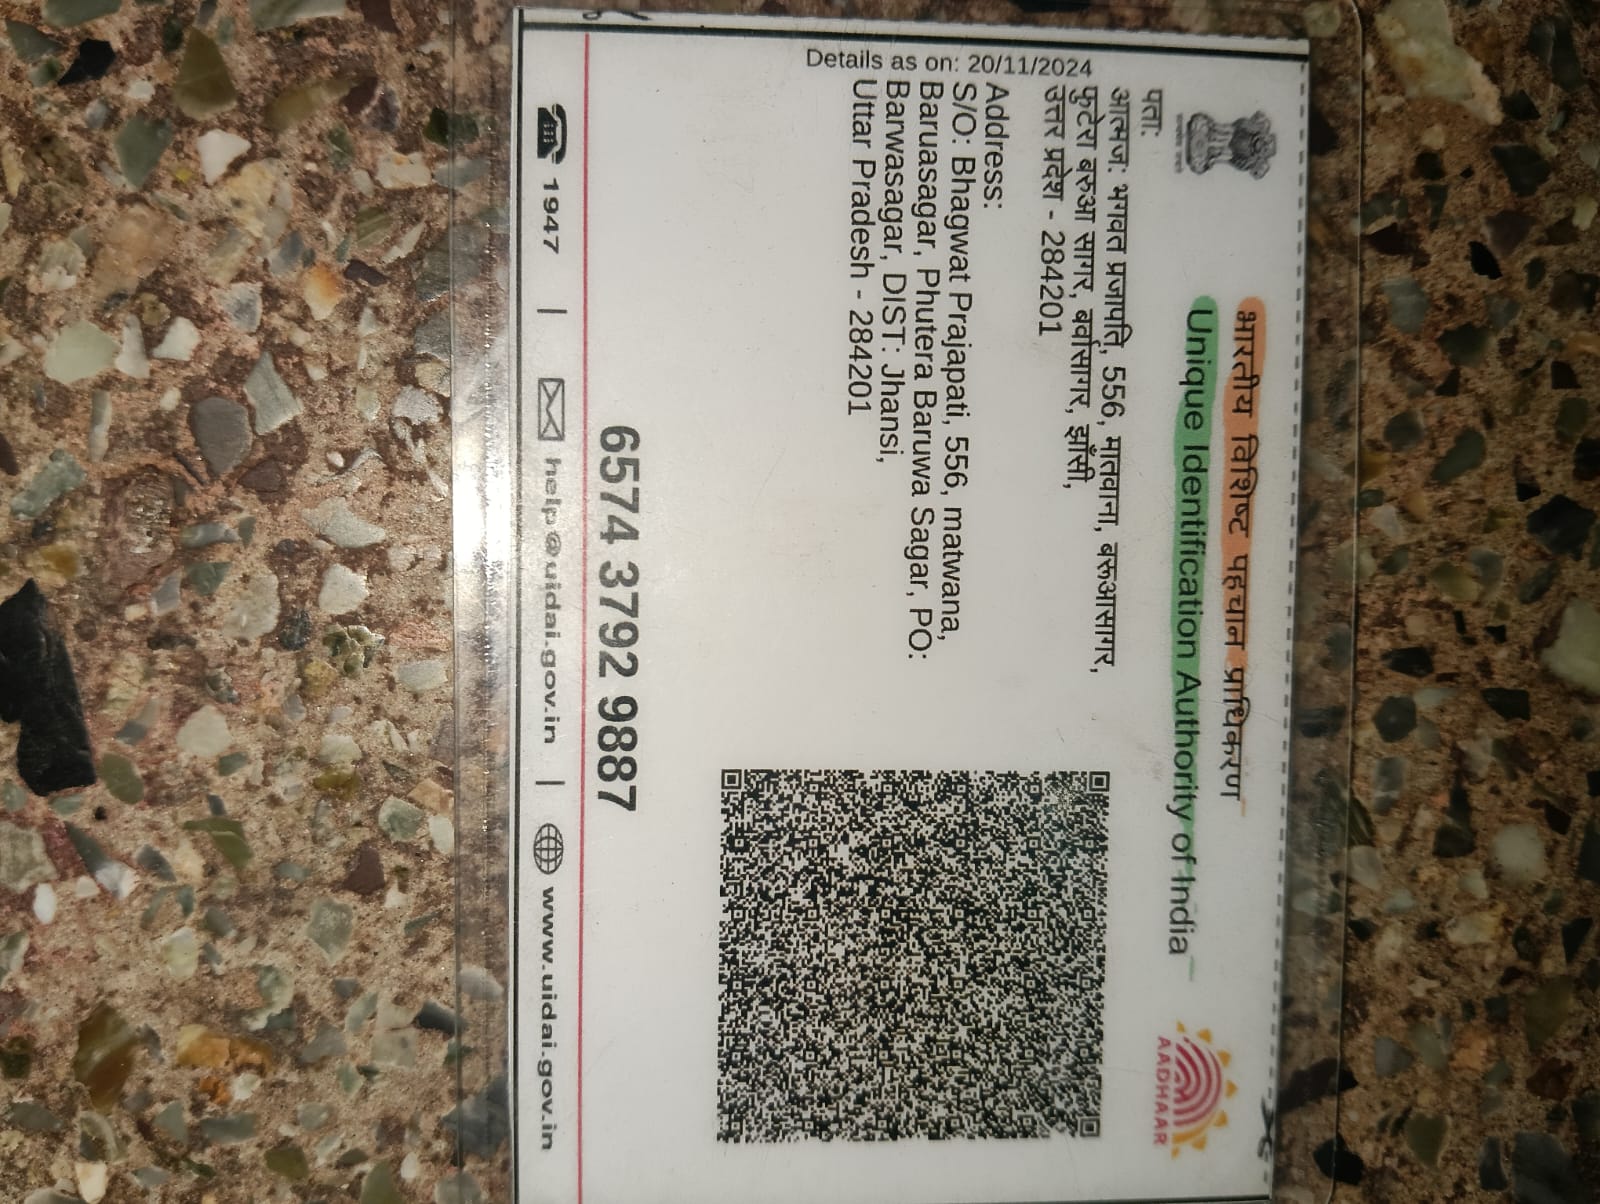 भारतीय विशिष्ट पहचान प्राधिकरण
Unique Identification Authority of India
AADHAAR
पता:
आत्मज: भगवत प्रजापति, 556, मातवाना, बरूआसागर,
फुटेरा बरुआ सागर, बर्वासागर, झाँसी,
उत्तर प्रदेश - 284201
Address:
S/O: Bhagwat Prajapati, 556, matwana,
Baruasagar, Phutera Baruwa Sagar, PO:
Barwasagar, DIST: Jhansi,
Uttar Pradesh - 284201
Details as on: 20/11/2024
6574 3792 9887
1947 | help@uidai.gov.in | www.uidai.gov.in